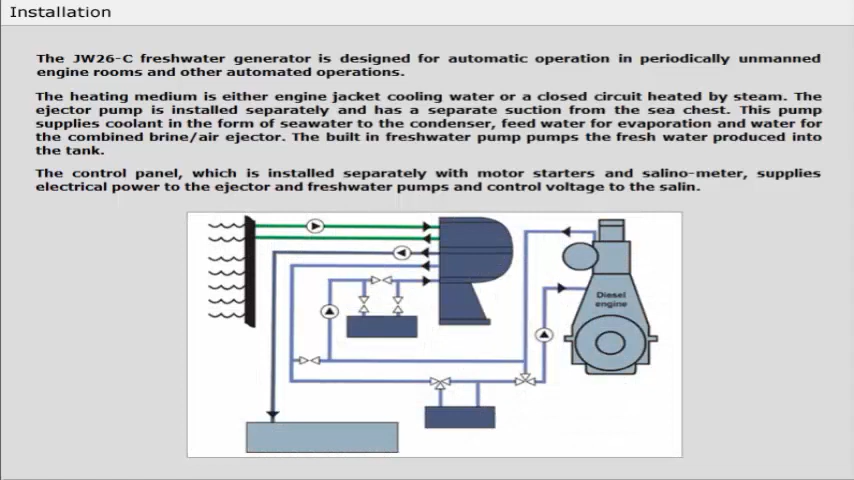 Installation
The JW26-C freshwater generator is designed for automatic operation in periodically unmanned
engine rooms and other automated operations.
The heating medium is either engine jacket cooling water or a closed circuit heated by steam. The
ejector pump is installed separately and has a separate suction from the sea chest. This pump
supplies coolant in the form of seawater to the condenser, feed water for evaporation and water for
the combined brine/air ejector. The built in freshwater pump pumps the fresh water produced into
the tank.
The control panel, which is installed separately with motor starters and salino-meter, supplies
electrical power to the ejector and freshwater pumps and control voltage to the salin.
Diesel
engine